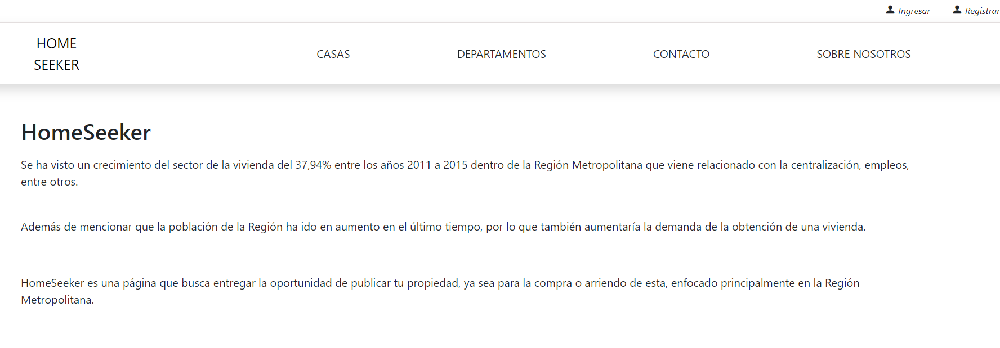 Ingresar Registrar
HOME
SEEKER
CASAS DEPARTAMENTOS CONTACTO SOBRE NOSOTROS
HomeSeeker
Se ha visto un crecimiento del sector de la vivienda del 37,94% entre los años 2011 a 2015 dentro de la Región Metropolitana que viene relacionado con la centralización, empleos,
entre otros.
Además de mencionar que la población de la Región ha ido en aumento en el último tiempo, por lo que también aumentaría la demanda de la obtención de una vivienda.
HomeSeeker es una página que busca entregar la oportunidad de publicar tu propiedad, ya sea para la compra o arriendo de esta, enfocado principalmente en la Región
Metropolitana.